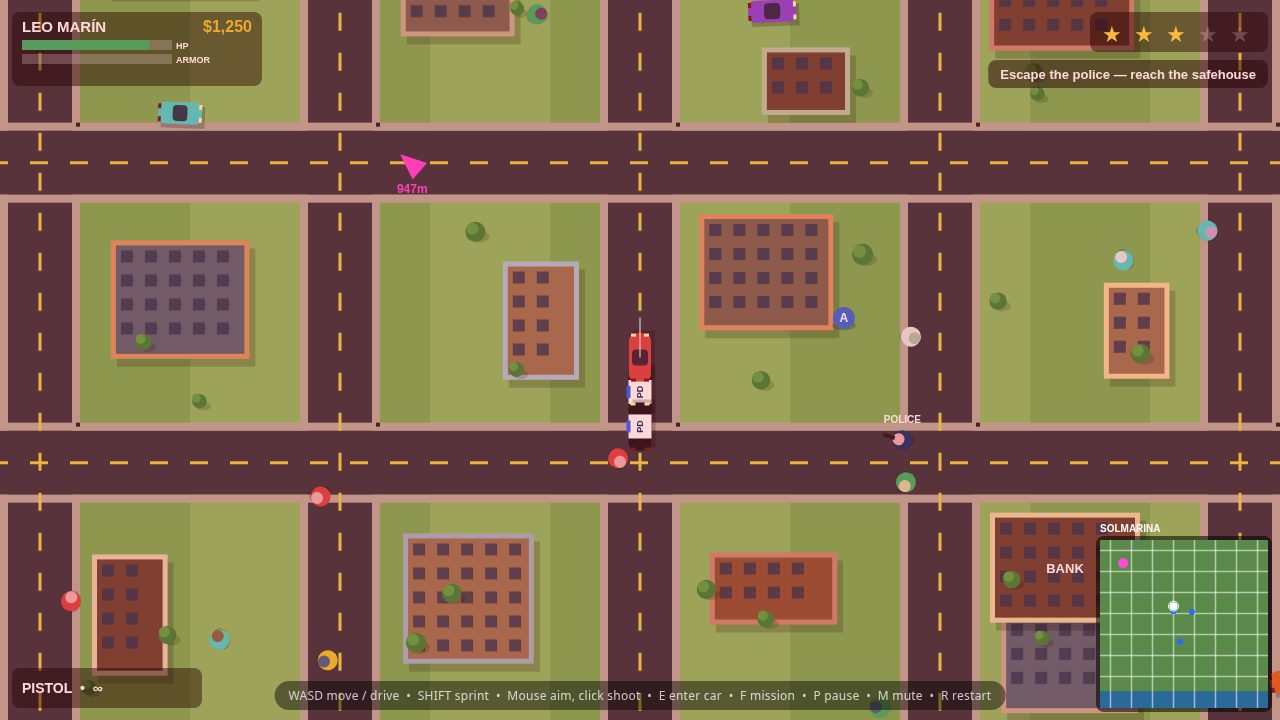 LEO MARÍN $1,250
HP
ARMOR
★ ★ ★ ★ ★
Escape the police — reach the safehouse
947m
A
PD
PD
POLICE
SOLMARINA
BANK
PISTOL • ∞
WASD move / drive • SHIFT sprint • Mouse aim, click shoot • E enter car • F mission • P pause • M mute • R restart